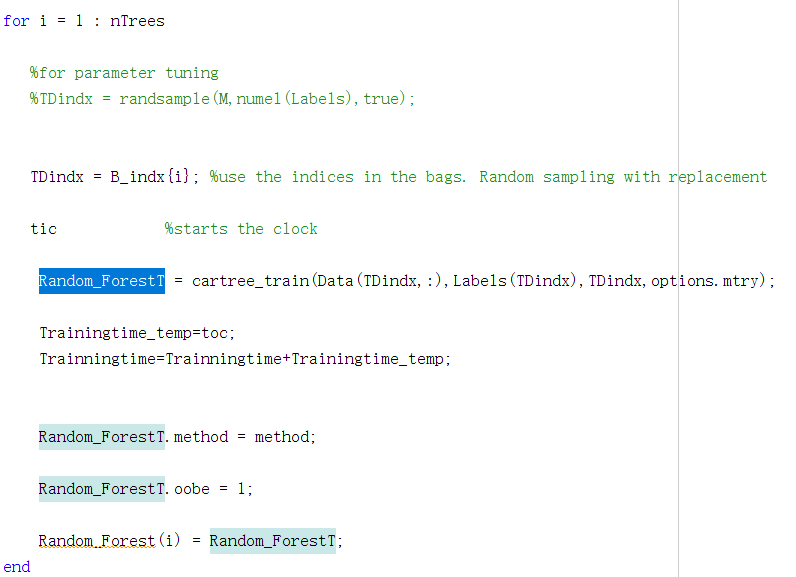 for i = 1 : nTrees
%for parameter tuning
%TDindx = randsample(M,numel(Labels),true);
TDindx = B_indx{i}; %use the indices in the bags. Random sampling with replacement
tic %starts the clock
Random_ForestT = cartree_train(Data(TDindx,:),Labels(TDindx),TDindx,options.mtry);
Trainingtime_temp=toc;
Trainningtime=Trainningtime+Trainingtime_temp;
Random_ForestT.method = method;
Random_ForestT.oobe = 1;
Random_Forest(i) = Random_ForestT;
end